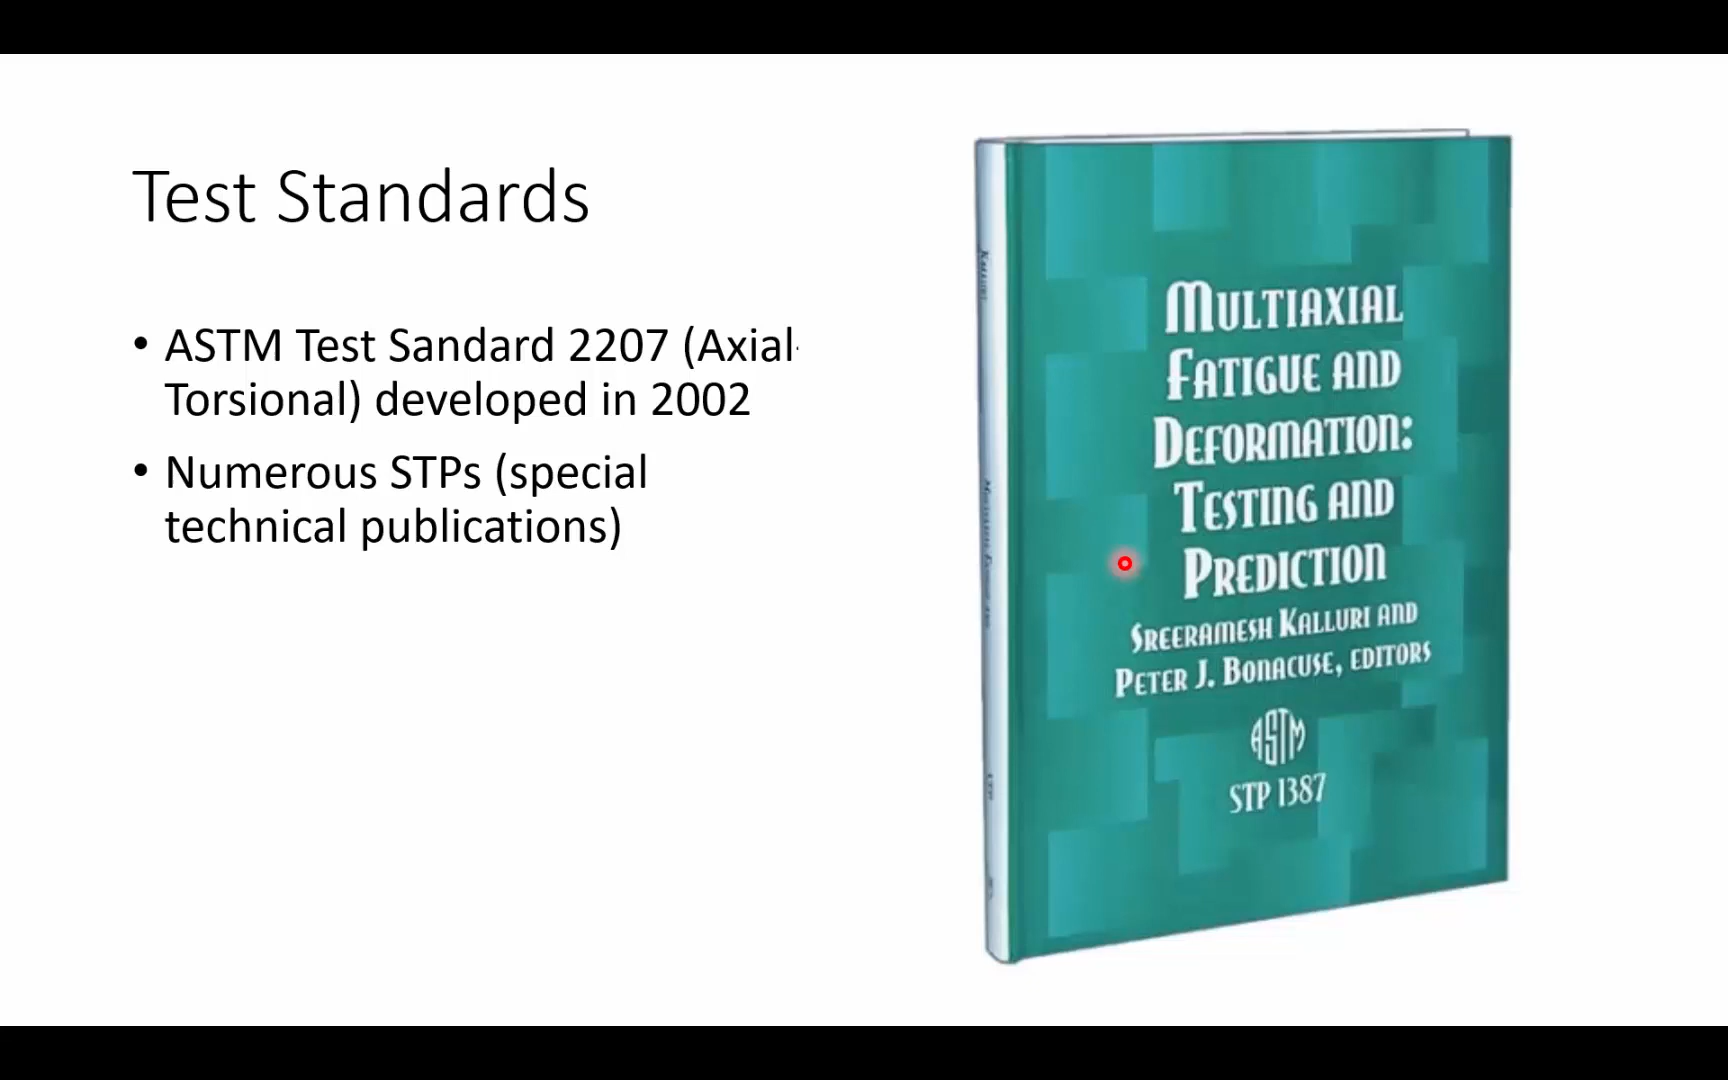 Test Standards
• ASTM Test Sandard 2207 (Axial-
Torsional) developed in 2002
• Numerous STPs (special
technical publications)
MULTIAXIAL
FATIGUE AND
DEFORMATION:
TESTING AND
PREDICTION
SREERAMESH KALLURI AND
PETER J. BONACUSE, EDITORS
ASTM
STP 1387